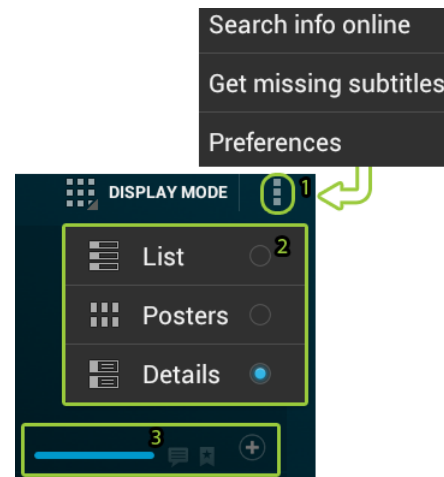 Search info online
Get missing subtitles
Preferences
DISPLAY MODE
1
List
2
Posters
Details
3